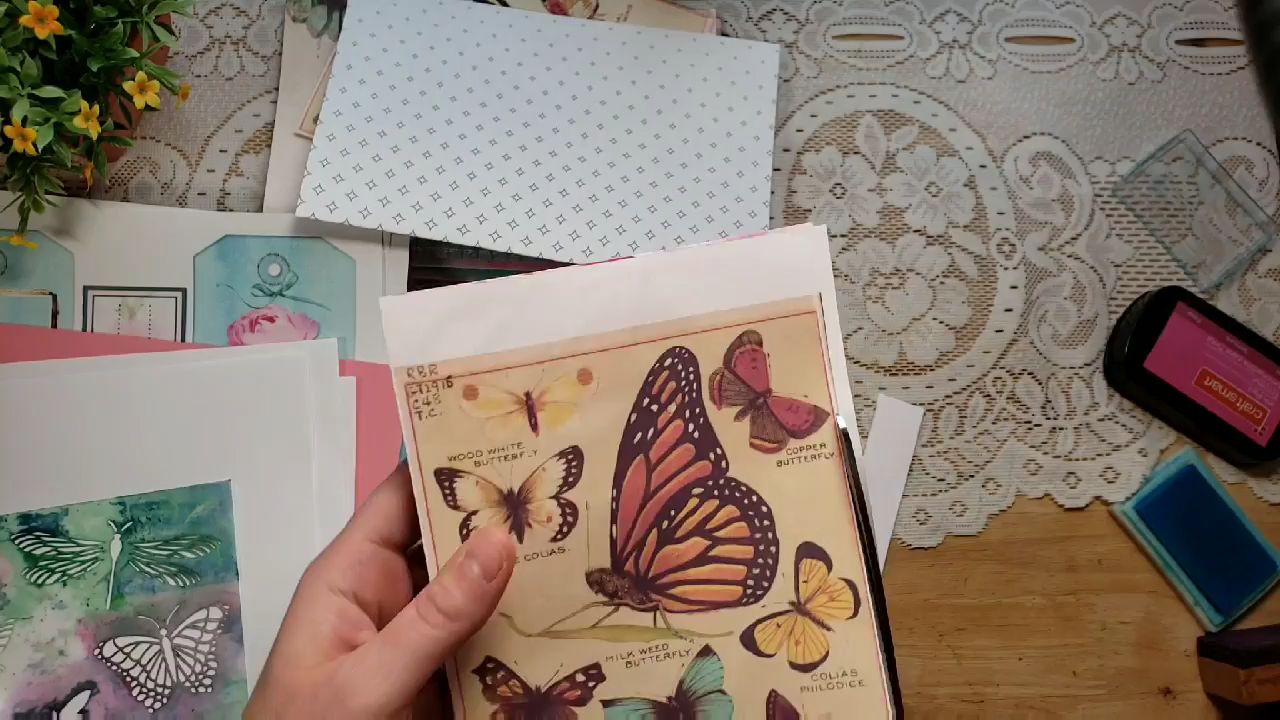 RBR
C48
T.C.
WOOD WHITE
BUTTERFLY
COPPER
BUTTERFLY
COLIAS.
MILK WEED
BUTTERFLY
COLIAS
PHILODICE
craft smart